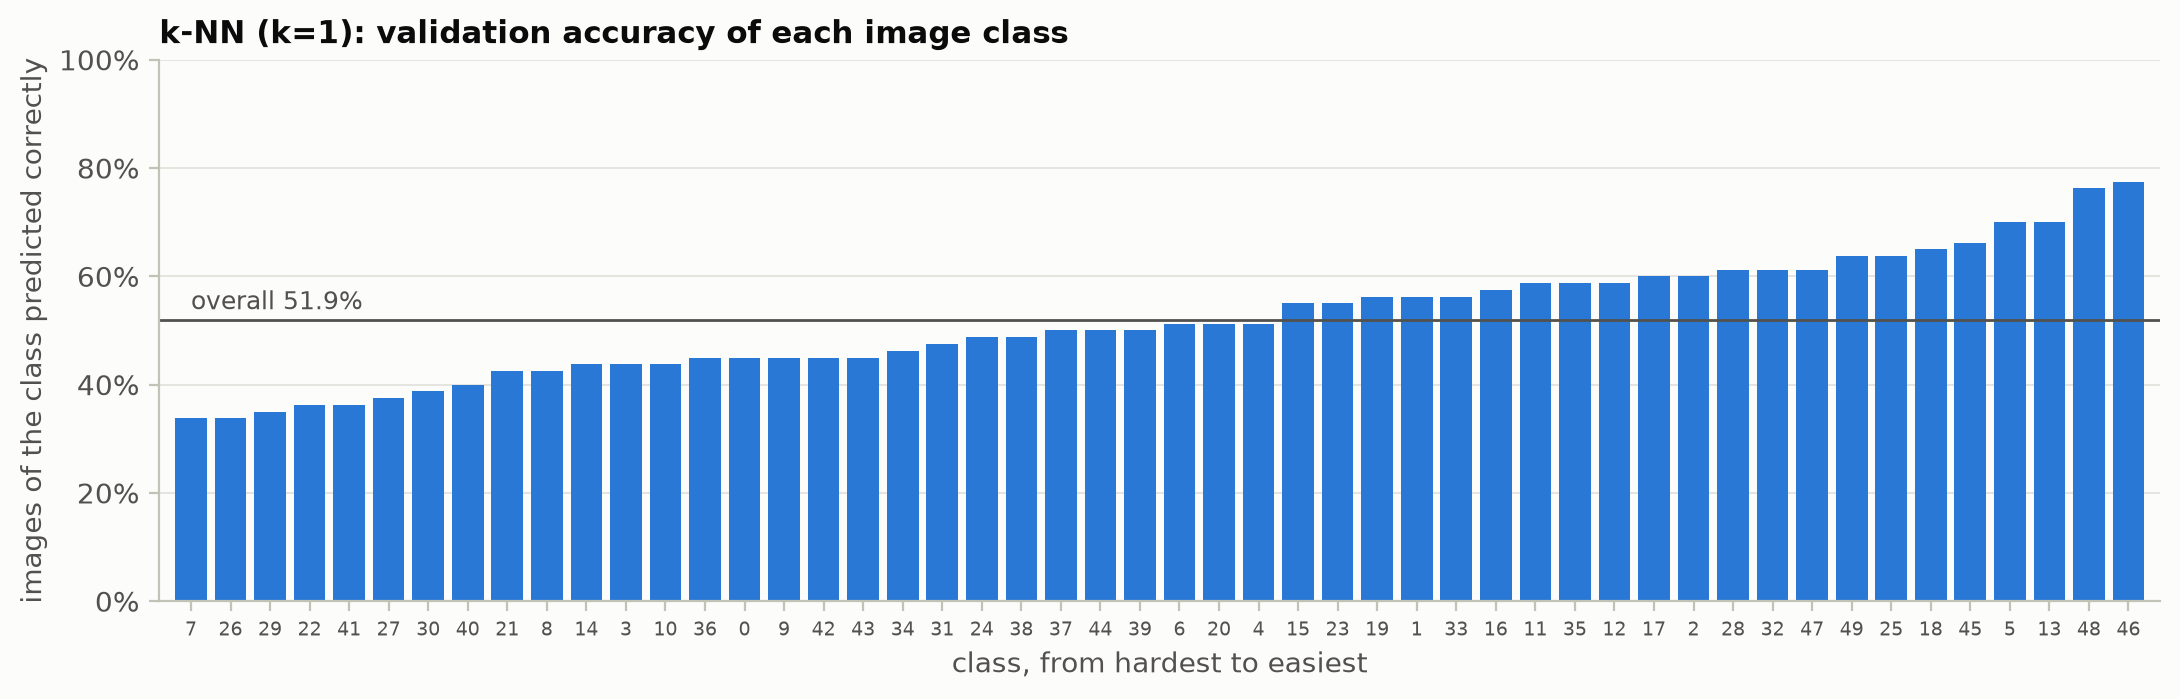 k-NN (k=1): validation accuracy of each image class
images of the class predicted correctly
100%
80%
60%
40%
20%
0%
overall 51.9%
7 26 29 22 41 27 30 40 21 8 14 3 10 36 0 9 42 43 34 31 24 38 37 44 39 6 20 4 15 23 19 1 33 16 11 35 12 17 2 28 32 47 49 25 18 45 5 13 48 46
class, from hardest to easiest